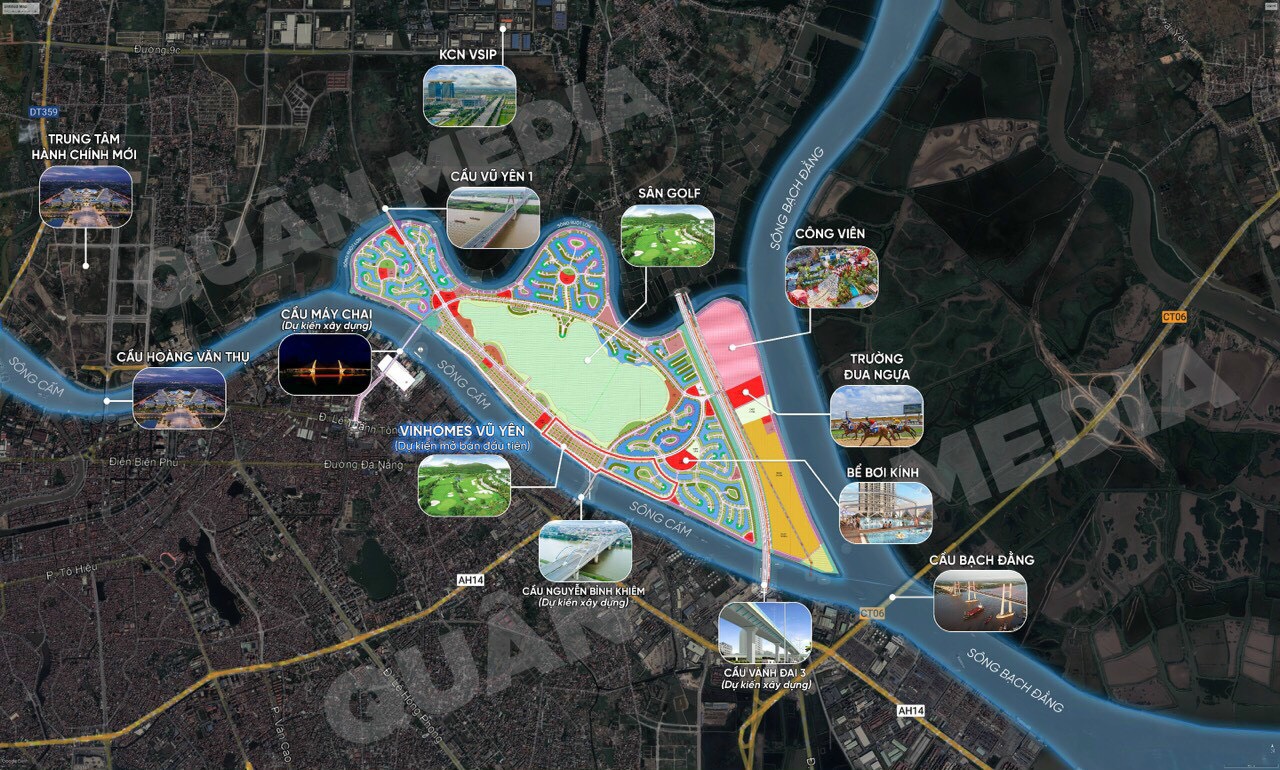 Đường 9c
KCN VSIP
DT359
TRUNG TÂM
HÀNH CHÍNH MỚI
QUÂN MEDIA
CẦU VŨ YÊN 1
SÂN GOLF
SÔNG BẠCH ĐẰNG
CÔNG VIÊN
CẦU MÁY CHAI
(Dự kiến xây dựng)
CT06
CẦU HOÀNG VĂN THỤ
SÔNG CẤM
SÔNG CẤM
TRƯỜNG
ĐUA NGỰA
VINHOMES VŨ YÊN
(Dự kiến mở bán đầu tiên)
Điện Biên Phủ
Đường Đà Nẵng
MEDIA
BỂ BƠI KÍNH
SÔNG CẤM
P. Tô Hiệu
AH14
CẦU NGUYỄN BỈNH KHIÊM
(Dự kiến xây dựng)
CẦU BẠCH ĐẰNG
CT06
QUÂN
CẦU VÀNH ĐAI 3
(Dự kiến xây dựng)
SÔNG BẠCH ĐẰNG
AH14
P. Văn Cao